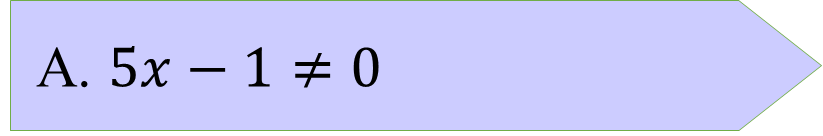 A. 5𝑥 − 1 ≠ 0